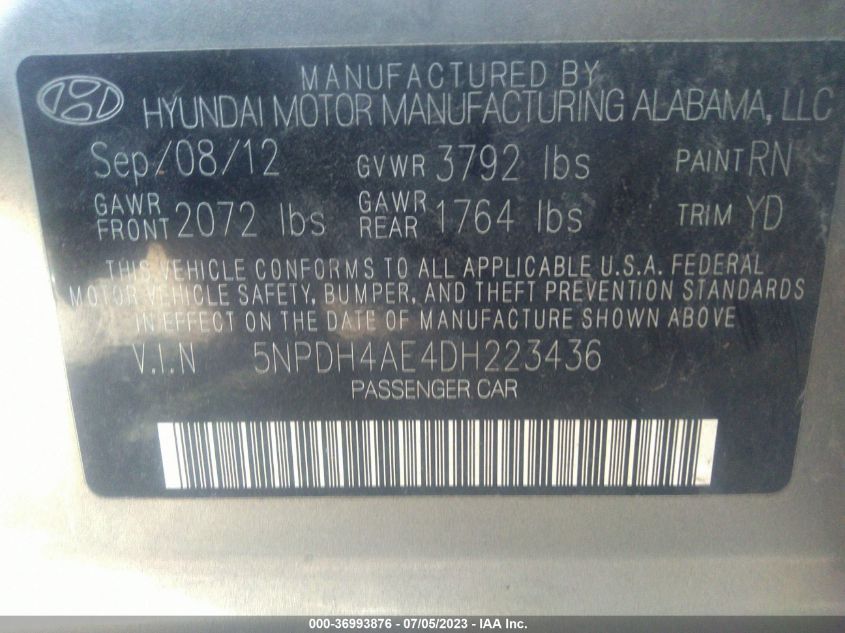 MANUFACTURED BY
HYUNDAI MOTOR MANUFACTURING ALABAMA, LLC
Sep/08/12 GVWR 3792 lbs PAINT RN
GAWR FRONT 2072 lbs GAWR REAR 1764 lbs TRIM YD
THIS VEHICLE CONFORMS TO ALL APPLICABLE U.S.A. FEDERAL
MOTOR VEHICLE SAFETY, BUMPER, AND THEFT PREVENTION STANDARDS
IN EFFECT ON THE DATE OF MANUFACTURE SHOWN ABOVE
V.I.N 5NPDH4AE4DH223436
PASSENGER CAR
000-36993876 - 07/05/2023 - IAA Inc.